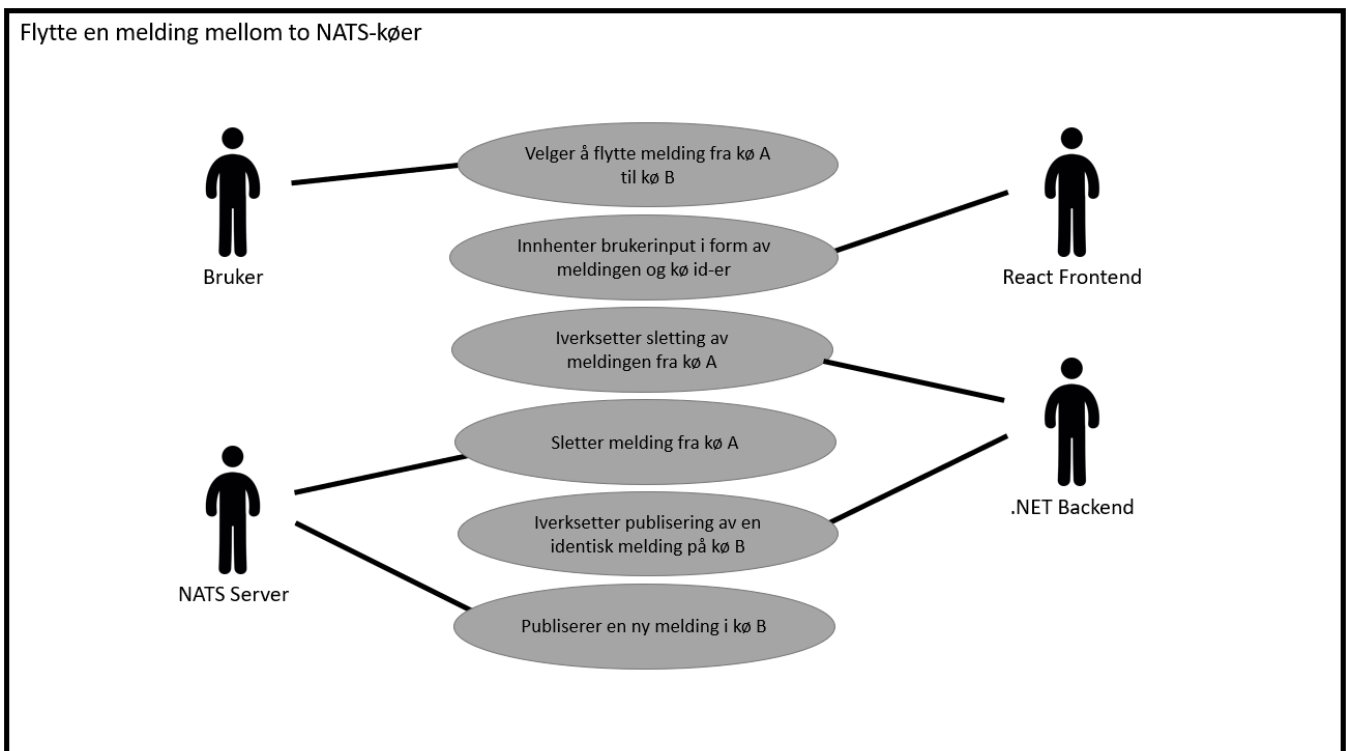 Flytte en melding mellom to NATS-køer
Velger å flytte melding fra kø A
til kø B
Innhenter brukerinput i form av
meldingen og kø id-er
Bruker
React Frontend
Iverksetter sletting av
meldingen fra kø A
Sletter melding fra kø A
.NET Backend
Iverksetter publisering av en
identisk melding på kø B
NATS Server
Publiserer en ny melding i kø B